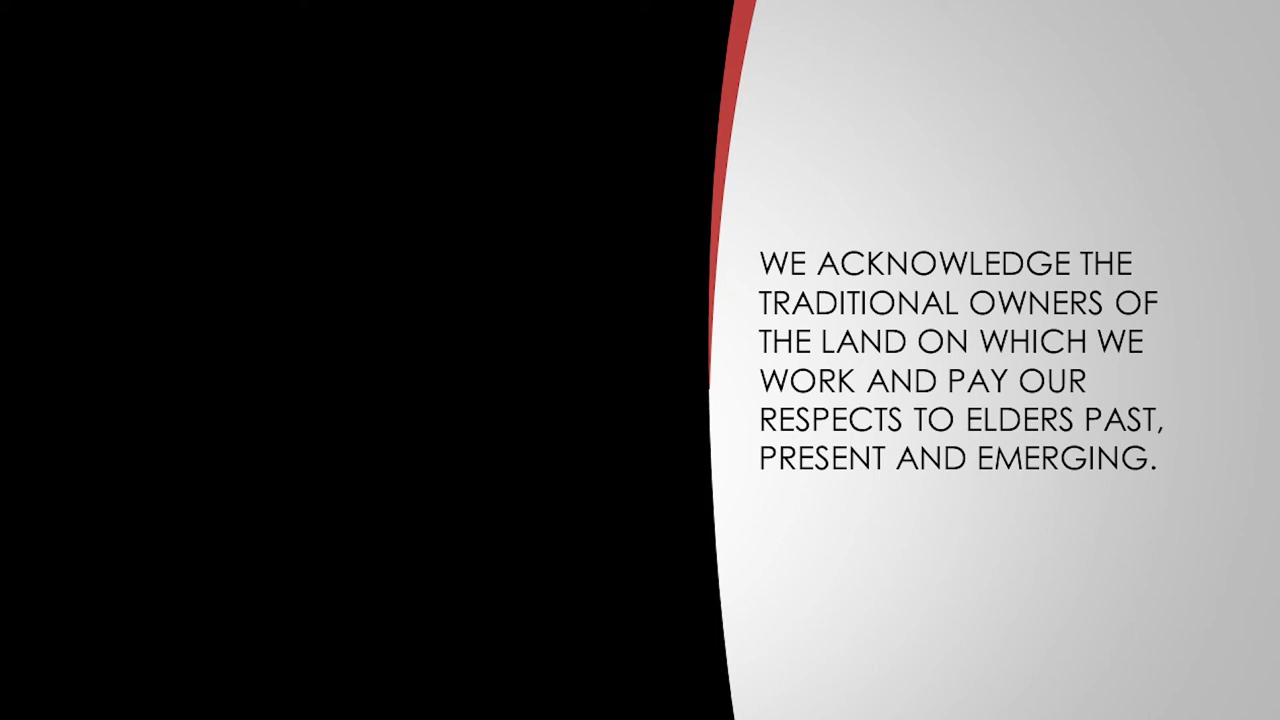 WE ACKNOWLEDGE THE
TRADITIONAL OWNERS OF
THE LAND ON WHICH WE
WORK AND PAY OUR
RESPECTS TO ELDERS PAST,
PRESENT AND EMERGING.